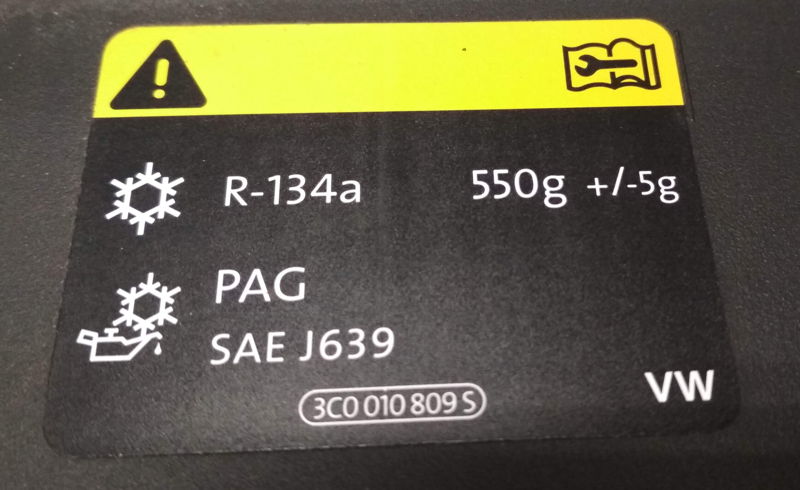 R-134a 550g +/-5g
PAG
SAE J639
VW
3C0 010 809 S